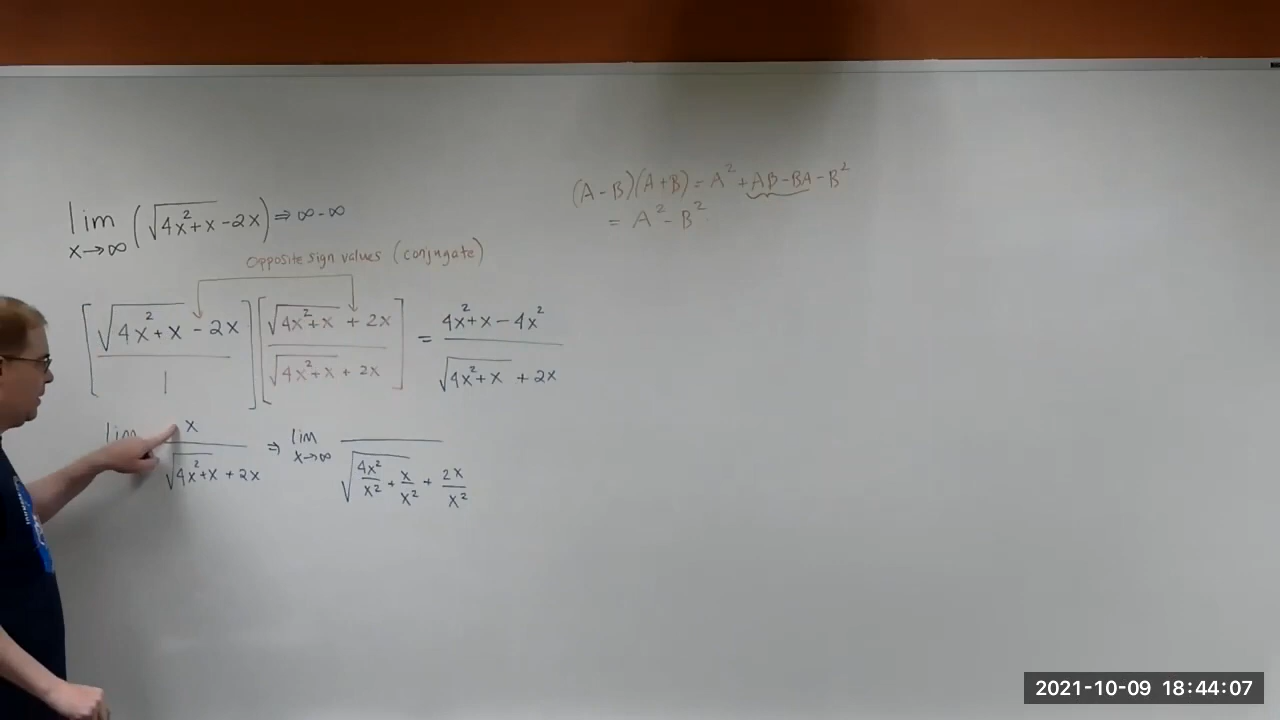 lim (√4x²+x - 2x) ⇒ ∞ - ∞
x→∞
(A - B)(A + B) = A² + AB - BA - B²
= A² - B²
Opposite sign values (conjugate)
[√4x²+x - 2x / 1] [√4x²+x + 2x / √4x²+x + 2x] = 4x²+x - 4x² / √4x²+x + 2x
lim x / √4x²+x + 2x ⇒ lim x→∞ / √4x²/x² + x/x² + 2x/x²
2021-10-09 18:44:07